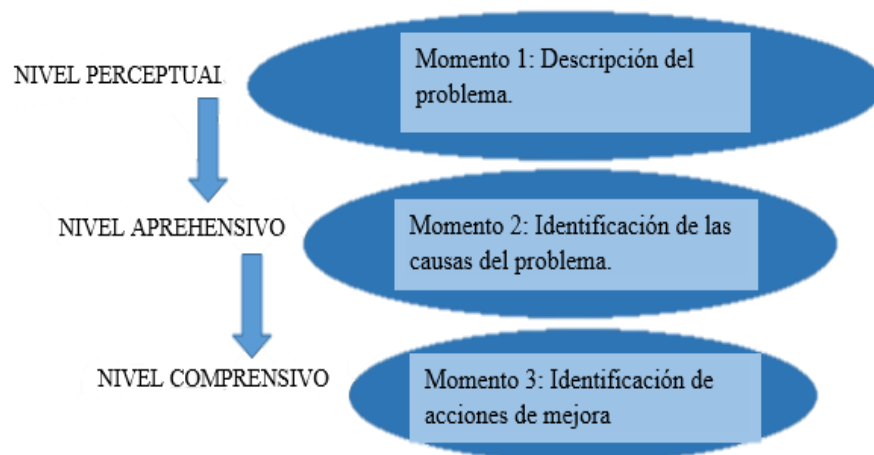 NIVEL PERCEPTUAL
Momento 1: Descripción del
problema.
NIVEL APREHENSIVO
Momento 2: Identificación de las
causas del problema.
NIVEL COMPRENSIVO
Momento 3: Identificación de
acciones de mejora